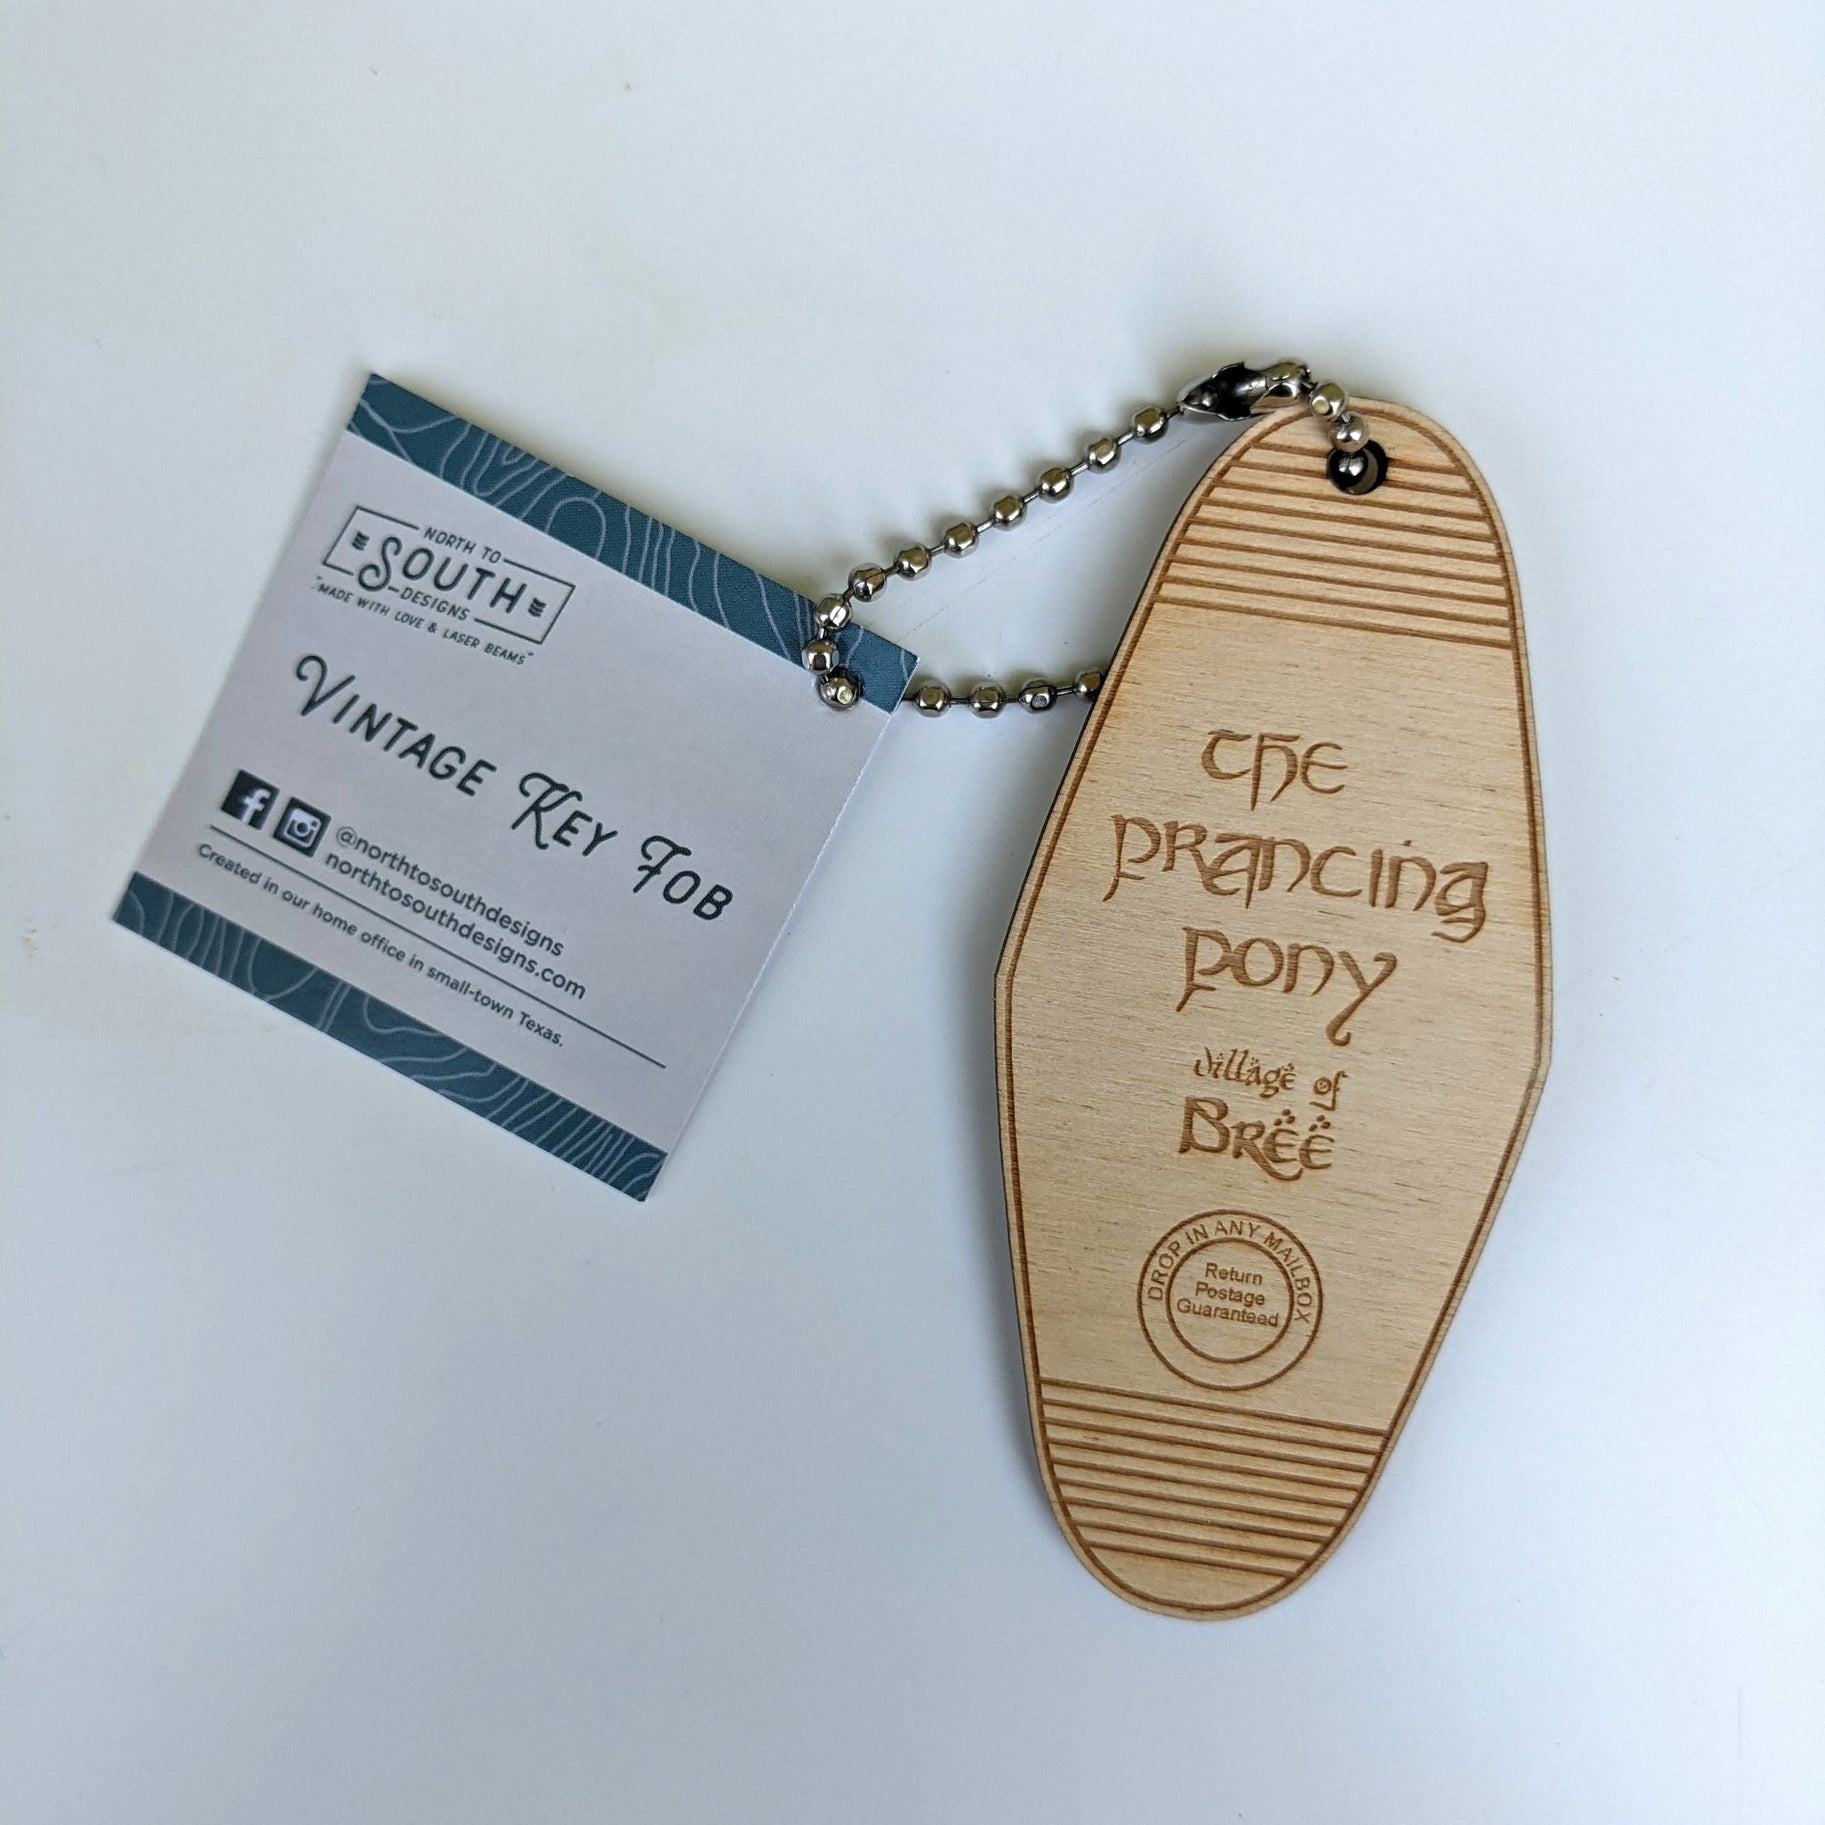 NORTH TO
SOUTH
DESIGNS
"MADE WITH LOVE & LASER BEAMS"
VINTAGE KEY FOB
@northtosouthdesigns
northtosouthdesigns.com
Created in our home office in small-town Texas.
The
Prancing
Pony
Village of
Bree
DROP IN ANY MAILBOX
Return
Postage
Guaranteed